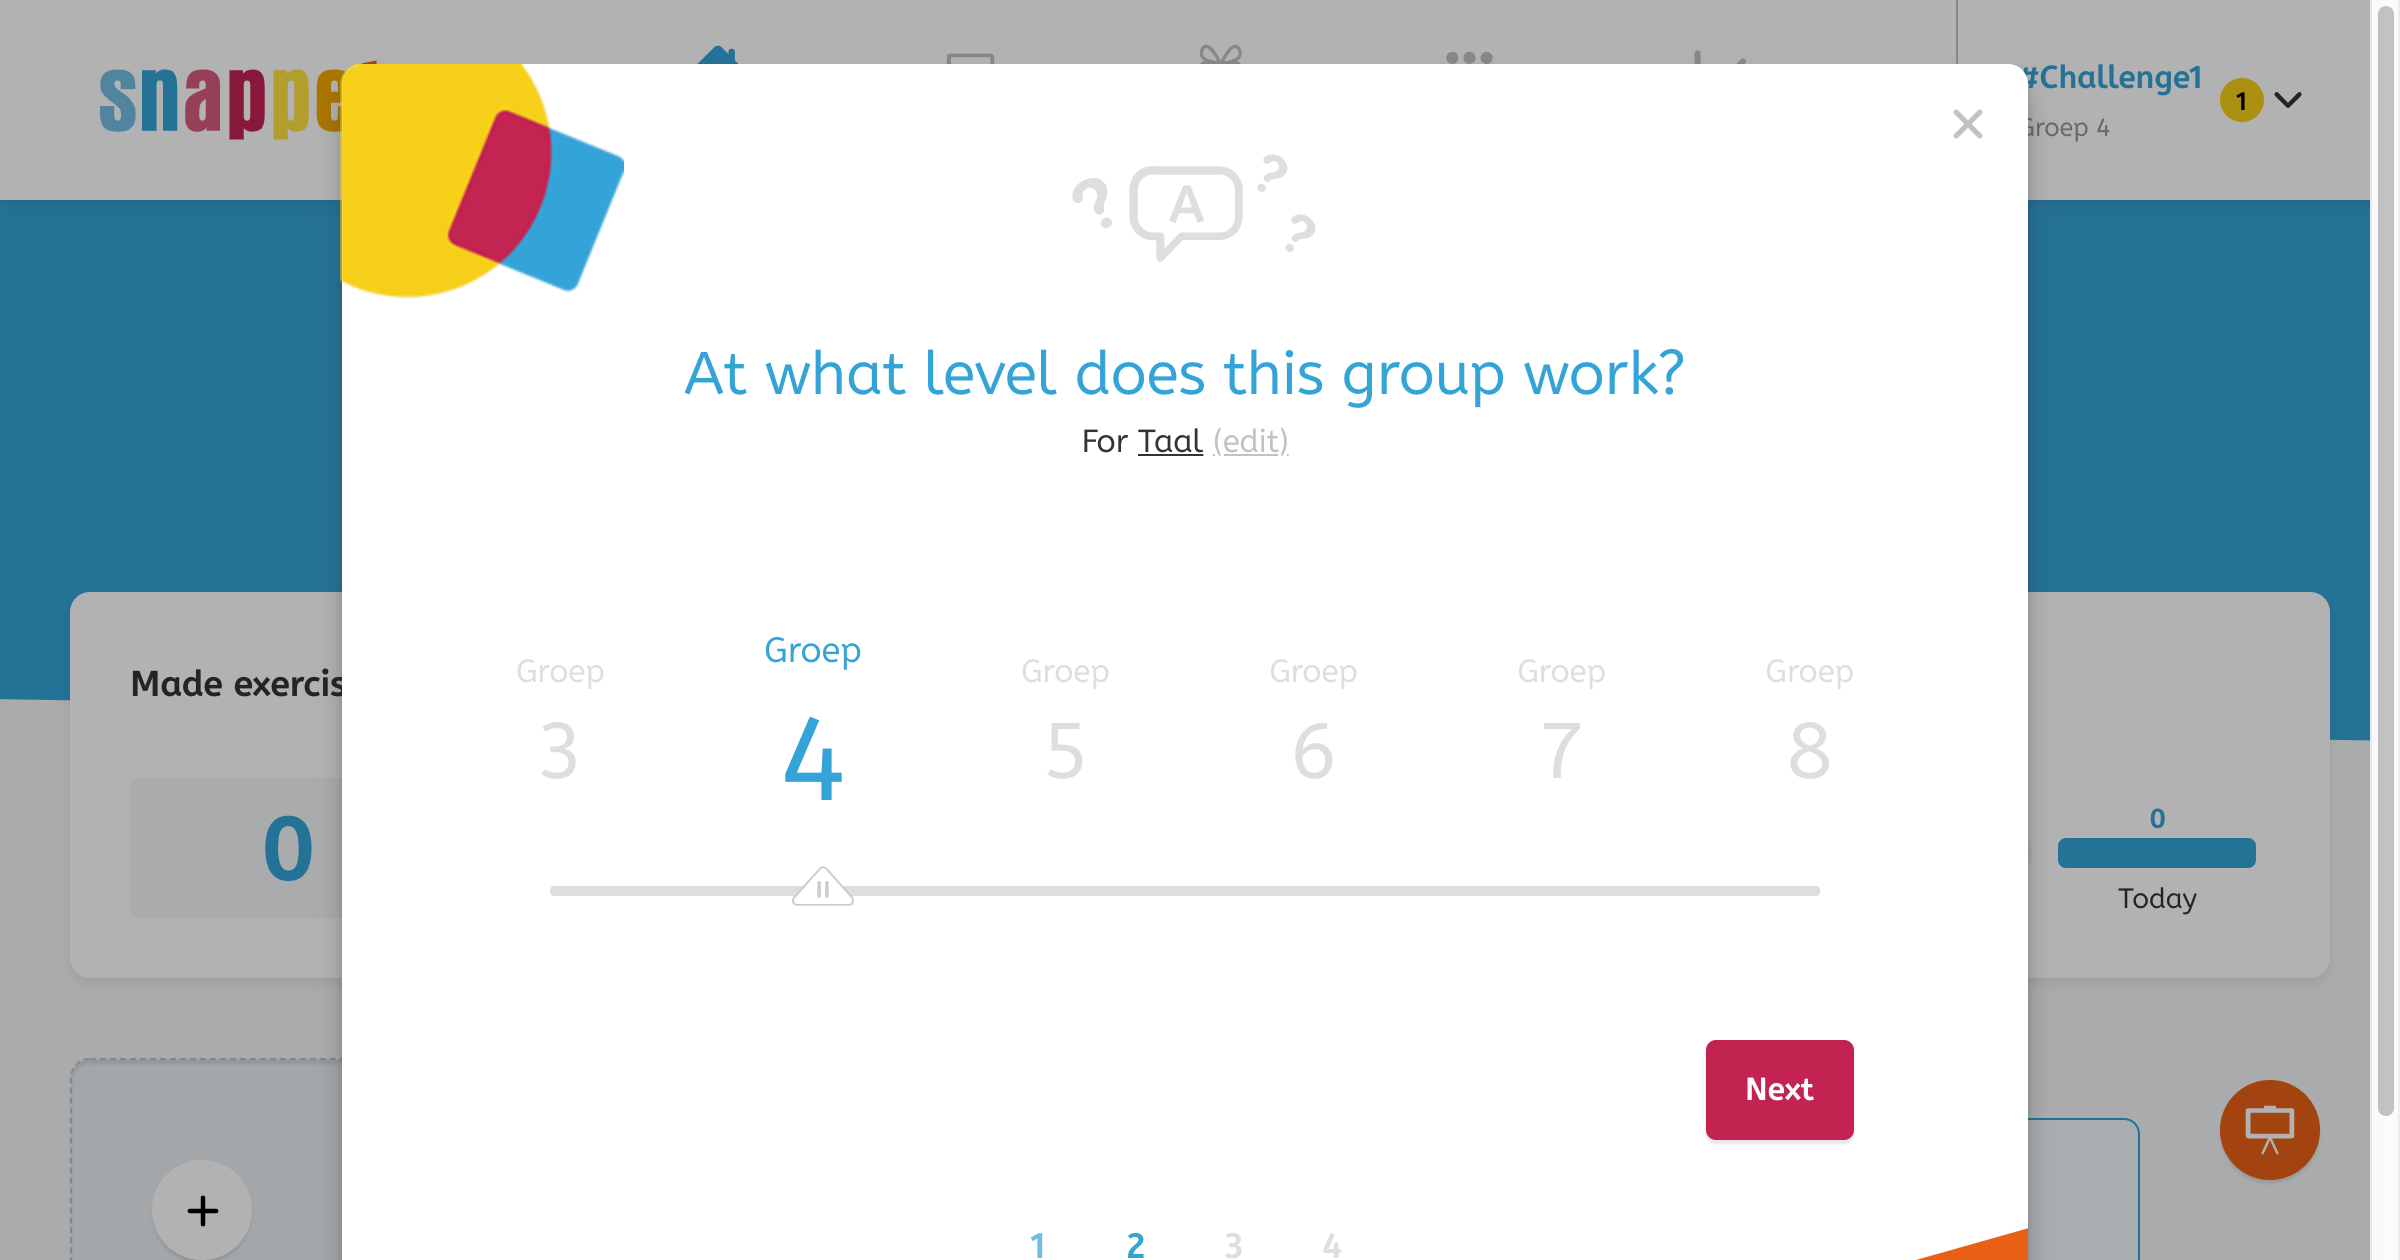 snappe
#Challenge1
1
Groep 4
A
At what level does this group work?
For Taal (edit)
Made exercis
0
Groep
3
Groep
4
Groep
5
Groep
6
Groep
7
Groep
8
0
Today
Next
1 2 3 4